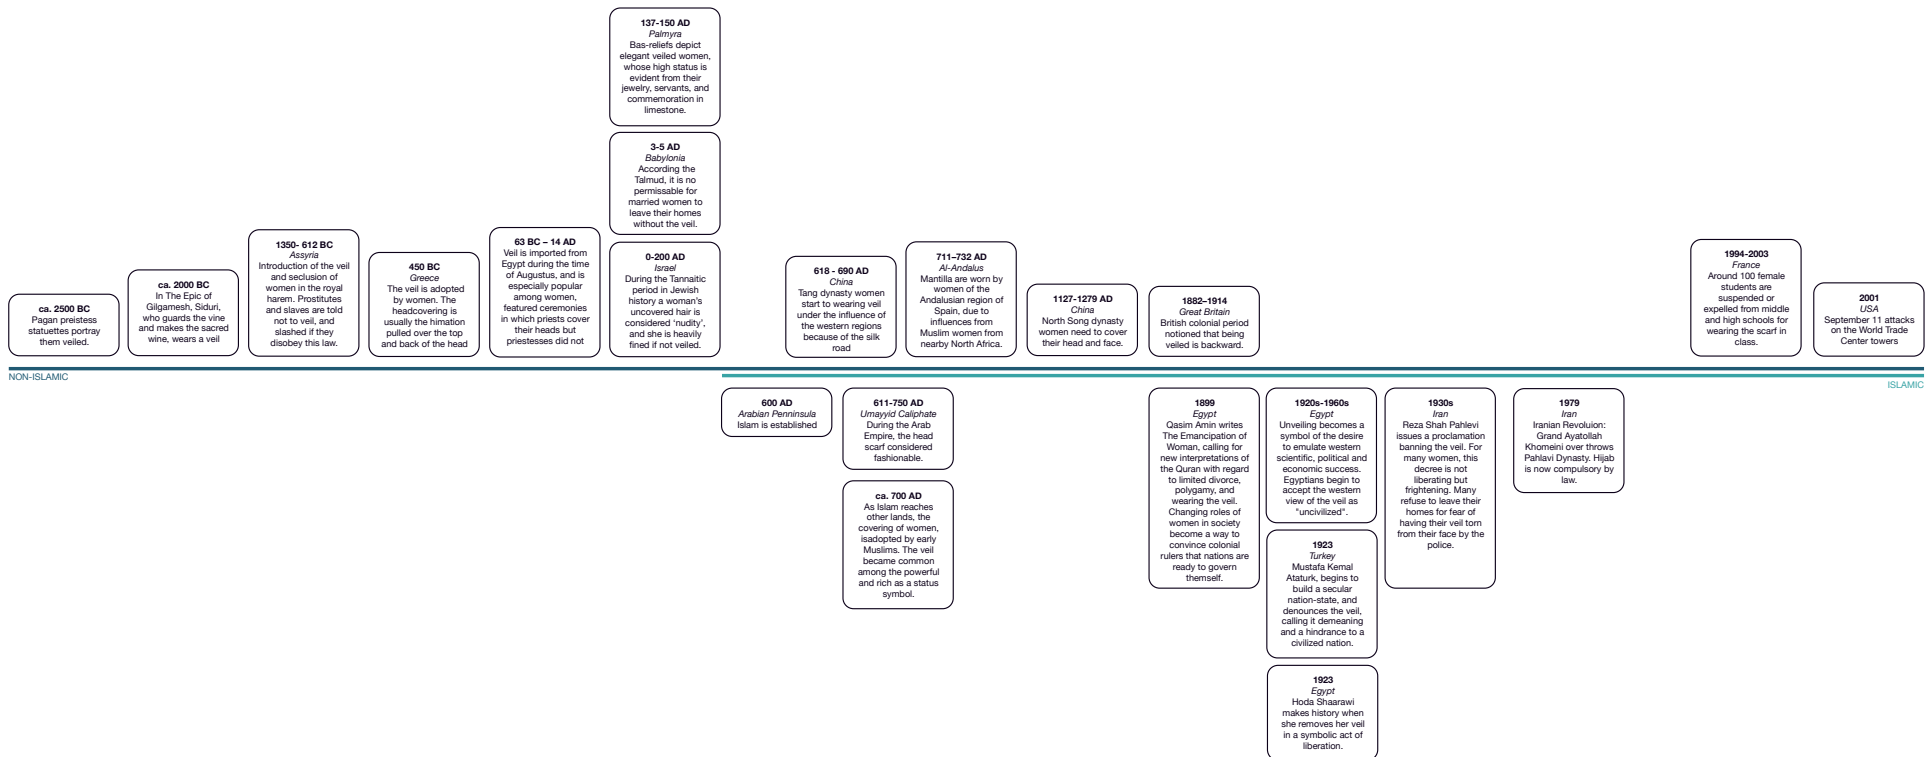 ca. 2500 BC
Pagan preistess
statuettes portray
them veiled.
ca. 2000 BC
In The Epic of
Gilgamesh, Siduri,
who guards the vine
and makes the sacred
wine, wears a veil
1350- 612 BC
Assyria
Introduction of the veil
and seclusion of
women in the royal
harem. Prostitutes
and slaves are told
not to veil, and
slashed if they
disobey this law.
450 BC
Greece
The veil is adopted
by women. The
headcovering is
usually the himation
pulled over the top
and back of the head
63 BC – 14 AD
Veil is imported from
Egypt during the time
of Augustus, and is
especially popular
among women,
featured ceremonies
in which priests cover
their heads but
priestesses did not
137-150 AD
Palmyra
Bas-reliefs depict
elegant veiled women,
whose high status is
evident from their
jewelry, servants, and
commemoration in
limestone.
3-5 AD
Babylonia
According the
Talmud, it is no
permissable for
married women to
leave their homes
without the veil.
0-200 AD
Israel
During the Tannaitic
period in Jewish
history a woman's
uncovered hair is
considered 'nudity',
and she is heavily
fined if not veiled.
618 - 690 AD
China
Tang dynasty women
start to wearing veil
under the influence of
the western regions
because of the silk
road
711–732 AD
Al-Andalus
Mantilla are worn by
women of the
Andalusian region of
Spain, due to
influences from
Muslim women from
nearby North Africa.
1127-1279 AD
China
North Song dynasty
women need to cover
their head and face.
1882–1914
Great Britain
British colonial period
notioned that being
veiled is backward.
1994-2003
France
Around 100 female
students are
suspended or
expelled from middle
and high schools for
wearing the scarf in
class.
2001
USA
September 11 attacks
on the World Trade
Center towers
NON-ISLAMIC
ISLAMIC
600 AD
Arabian Penninsula
Islam is established
611-750 AD
Umayyid Caliphate
During the Arab
Empire, the head
scarf considered
fashionable.
ca. 700 AD
As Islam reaches
other lands, the
covering of women,
isadopted by early
Muslims. The veil
became common
among the powerful
and rich as a status
symbol.
1899
Egypt
Qasim Amin writes
The Emancipation of
Woman, calling for
new interpretations of
the Quran with regard
to limited divorce,
polygamy, and
wearing the veil.
Changing roles of
women in society
become a way to
convince colonial
rulers that nations are
ready to govern
themself.
1920s-1960s
Egypt
Unveiling becomes a
symbol of the desire
to emulate western
scientific, political and
economic success.
Egyptians begin to
accept the western
view of the veil as
"uncivilized".
1923
Turkey
Mustafa Kemal
Ataturk, begins to
build a secular
nation-state, and
denounces the veil,
calling it demeaning
and a hindrance to a
civilized nation.
1923
Egypt
Hoda Shaarawi
makes history when
she removes her veil
in a symbolic act of
liberation.
1930s
Iran
Reza Shah Pahlevi
issues a proclamation
banning the veil. For
many women, this
decree is not
liberating but
frightening. Many
refuse to leave their
homes for fear of
having their veil torn
from their face by the
police.
1979
Iran
Iranian Revoluion:
Grand Ayatollah
Khomeini over throws
Pahlavi Dynasty. Hijab
is now compulsory by
law.